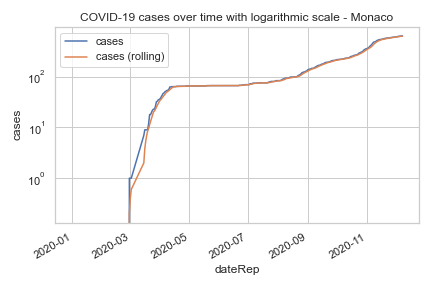 COVID-19 cases over time with logarithmic scale - Monaco
cases
cases (rolling)
10²
10¹
10⁰
cases
2020-01
2020-03
2020-05
2020-07
2020-09
2020-11
dateRep